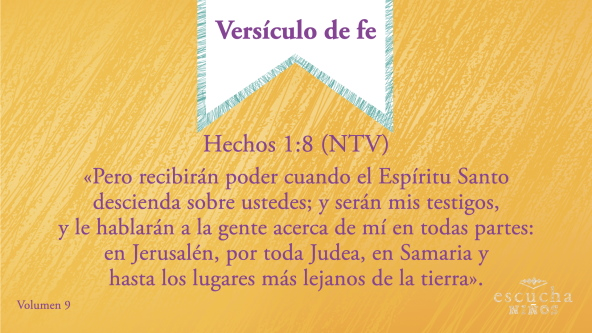 Versículo de fe
Hechos 1:8 (NTV)
«Pero recibirán poder cuando el Espíritu Santo
descienda sobre ustedes; y serán mis testigos,
y le hablarán a la gente acerca de mí en todas partes:
en Jerusalén, por toda Judea, en Samaria y
hasta los lugares más lejanos de la tierra».
escucha
NIÑOS
Volumen 9